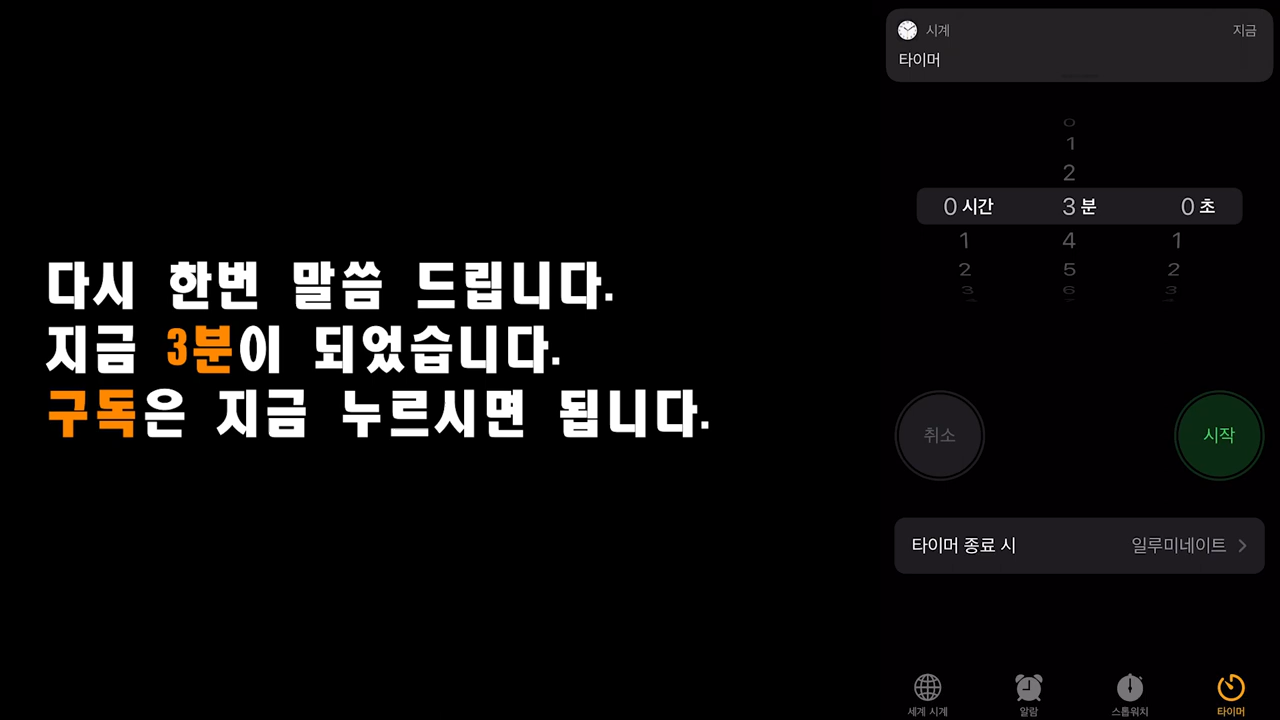 다시 한번 말씀 드립니다.
지금 3분이 되었습니다.
구독은 지금 누르시면 됩니다.
시계 지금
타이머
0
1
2
0 시간 3 분 0 초
1 4 1
2 5 2
3 6 3
취소 시작
타이머 종료 시 일루미네이트
세계 시계 알람 스톱워치 타이머